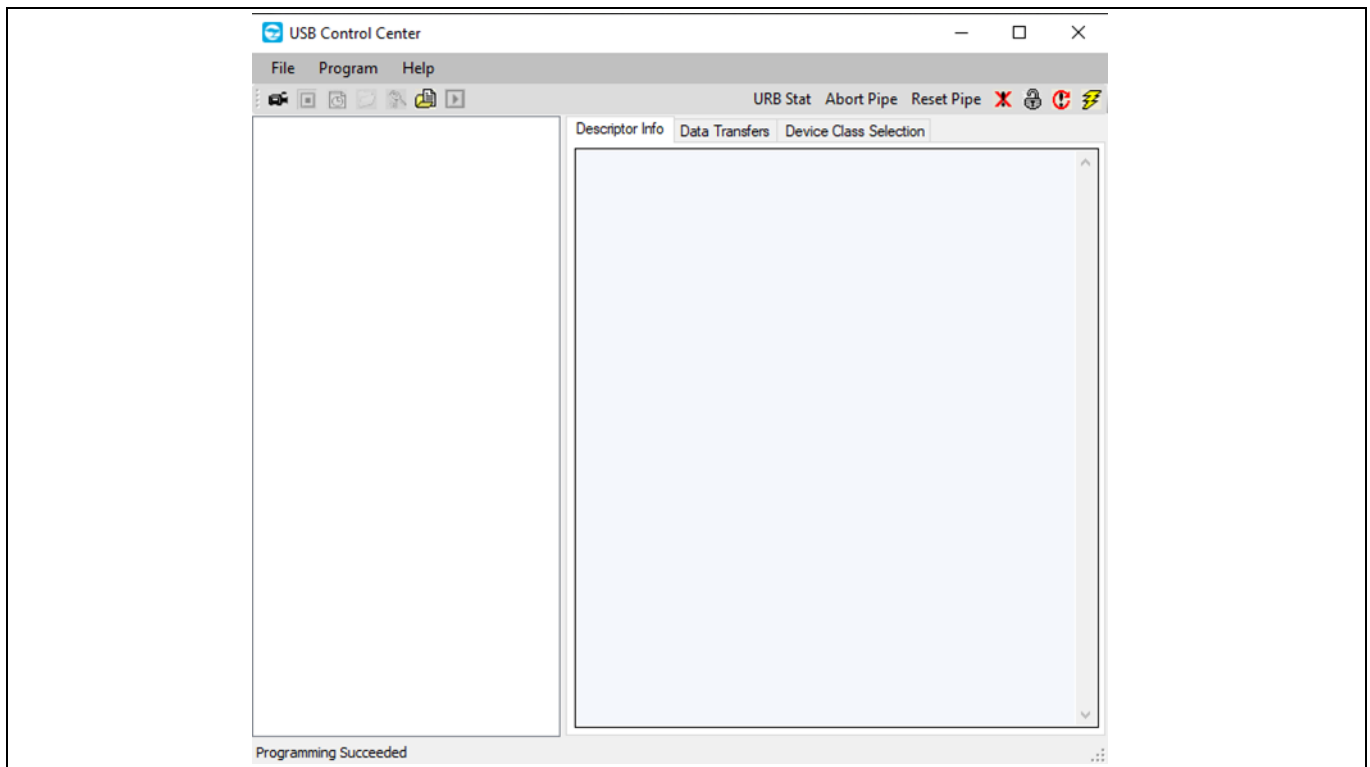 USB Control Center
File Program Help
URB Stat Abort Pipe Reset Pipe
Descriptor Info Data Transfers Device Class Selection
Programming Succeeded